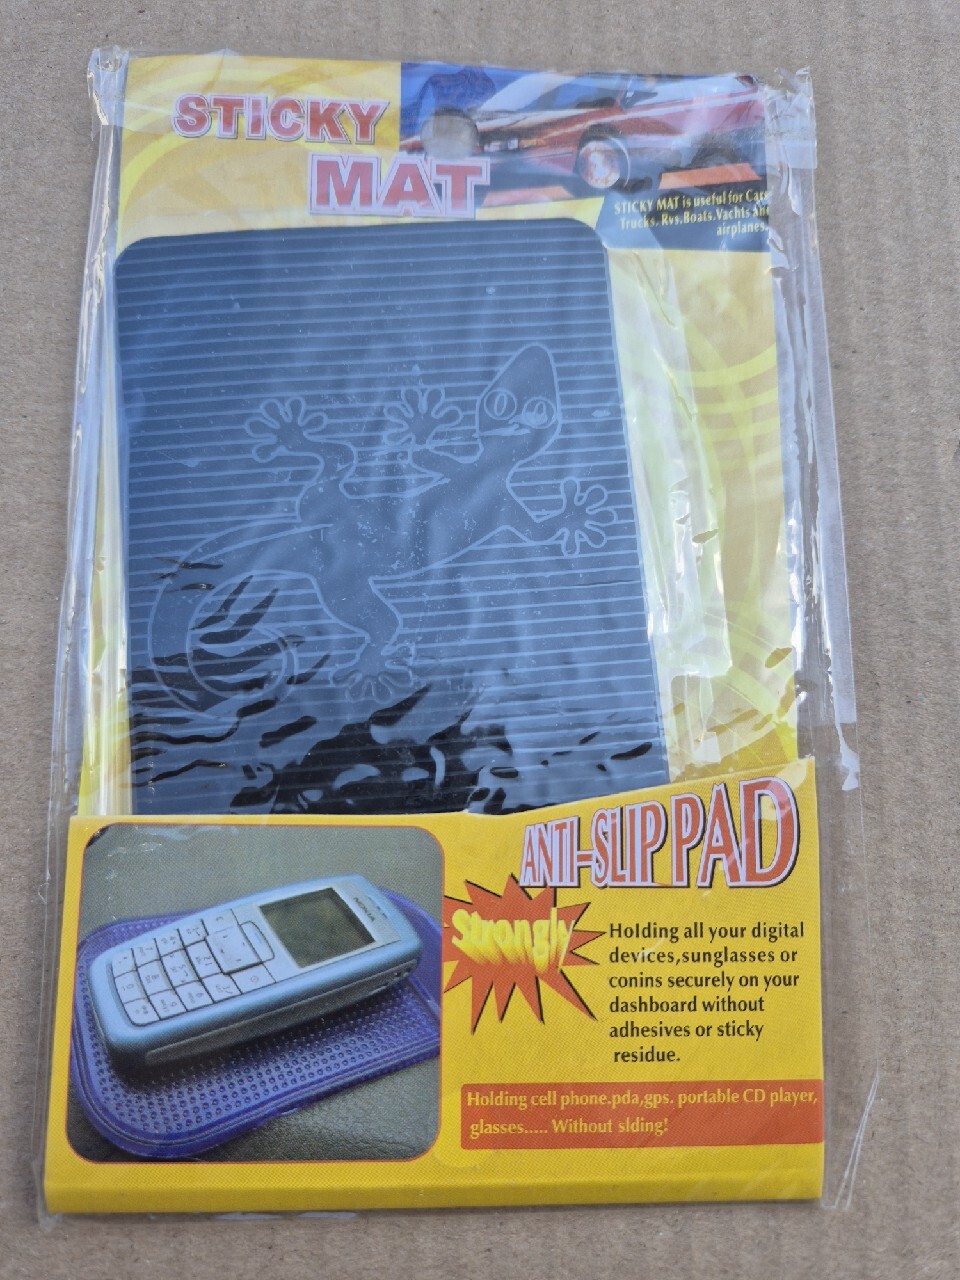 STICKY
MAT
STICKY MAT is useful for Cars
Trucks, Rvs.Boats.Yachts and
airplanes.
ANTI-SLIP PAD
Strongly
Holding all your digital
devices,sunglasses or
conins securely on your
dashboard without
adhesives or sticky
residue.
NOKIA
Holding cell phone.pda,gps. portable CD player,
glasses..... Without slding!